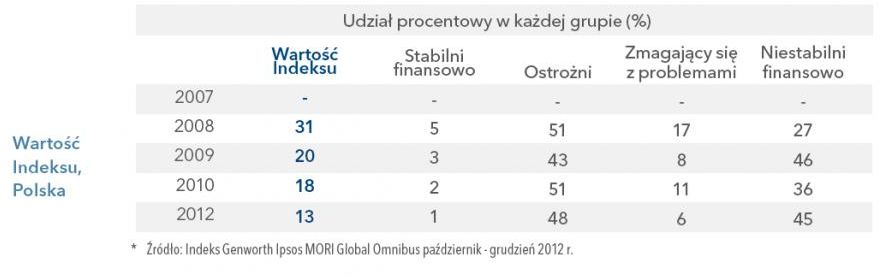 Udział procentowy w każdej grupie (%)
Wartość Indeksu Stabilni finansowo Ostrożni Zmagający się z problemami Niestabilni finansowo
2007 - - - - -
2008 31 5 51 17 27
Wartość Indeksu, Polska
2009 20 3 43 8 46
2010 18 2 51 11 36
2012 13 1 48 6 45
* Źródło: Indeks Genworth Ipsos MORI Global Omnibus październik - grudzień 2012 r.